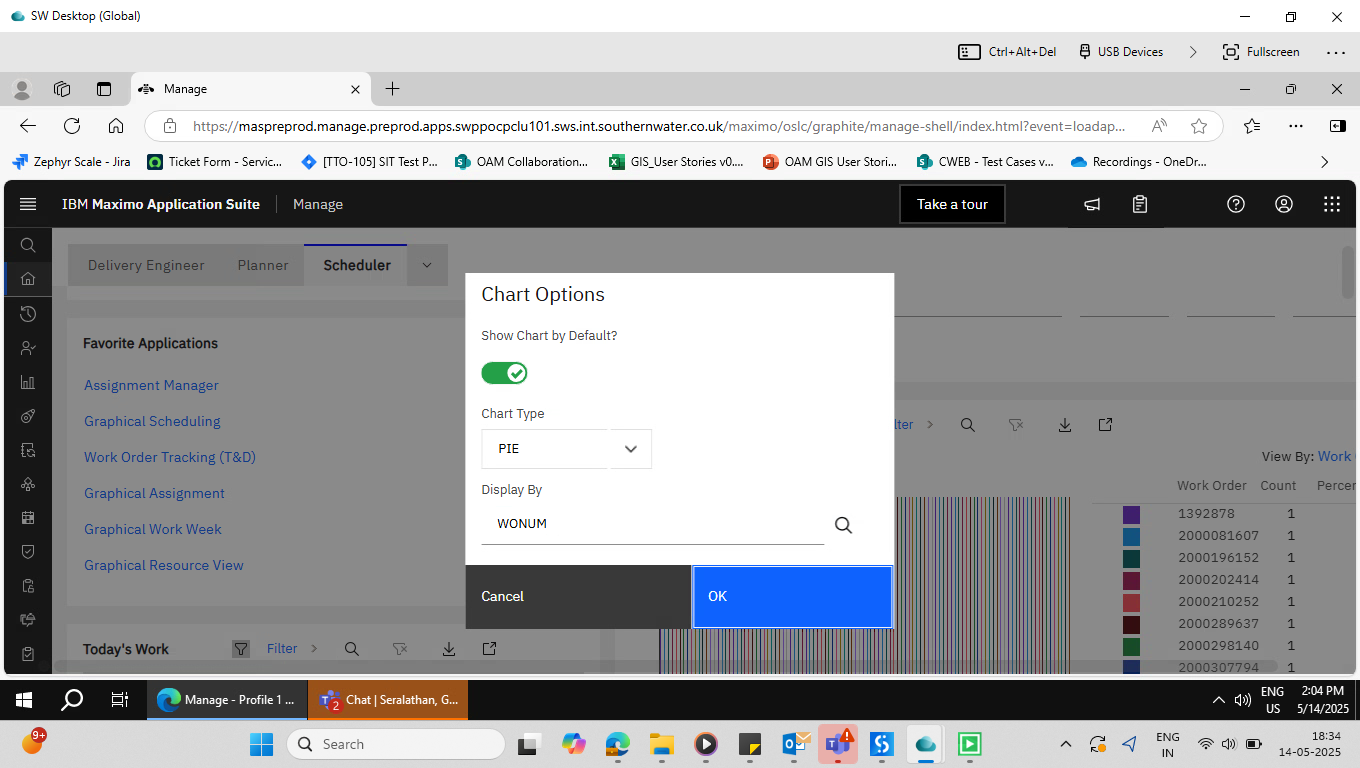 SW Desktop (Global)
Ctrl+Alt+Del
USB Devices
Fullscreen
Manage
https://maspreprod.manage.preprod.apps.swppocpclu101.sws.int.southernwater.co.uk/maximo/oslc/graphite/manage-shell/index.html?event=loadap...
Zephyr Scale - Jira
Ticket Form - Servic...
[TTO-105] SIT Test P...
OAM Collaboration...
GIS_User Stories v0....
OAM GIS User Stori...
CWEB - Test Cases v...
Recordings - OneDr...
IBM Maximo Application Suite
Manage
Take a tour
Delivery Engineer
Planner
Scheduler
Favorite Applications
Assignment Manager
Graphical Scheduling
Work Order Tracking (T&D)
Graphical Assignment
Graphical Work Week
Graphical Resource View
Today's Work
Filter
Chart Options
Show Chart by Default?
Chart Type
PIE
Display By
WONUM
Cancel
OK
lter
View By: Work
Work Order Count Percer
1392878 1
2000081607 1
2000196152 1
2000202414 1
2000210252 1
2000289637 1
2000298140 1
2000307794 1
Manage - Profile 1 ...
2
Chat | Seralathan, G...
ENG
US
2:04 PM
5/14/2025
9+
Search
ENG
IN
18:34
14-05-2025